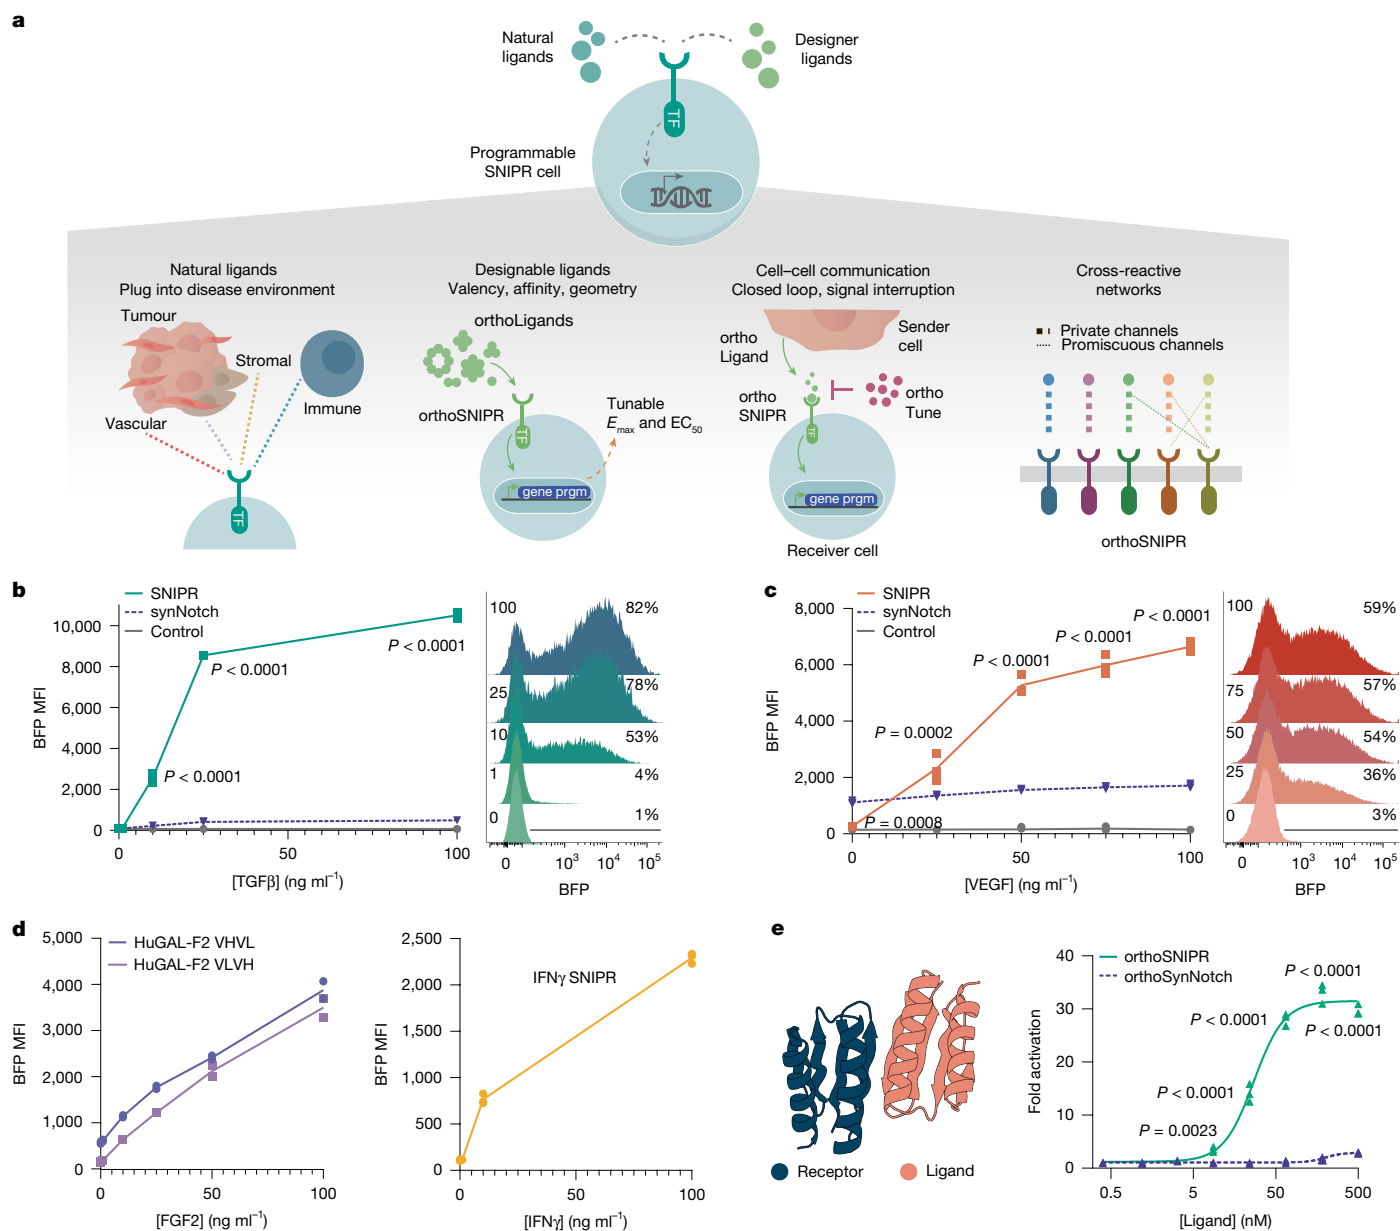 a
Natural
ligands
Designer
ligands
TF
Programmable
SNIPR cell
Natural ligands
Plug into disease environment
Tumour
Stromal
Immune
Vascular
TF
Designable ligands
Valency, affinity, geometry
orthoLigands
orthoSNIPR
TF
Tunable
Emax and EC50
gene prgm
Cell–cell communication
Closed loop, signal interruption
ortho
Ligand
Sender
cell
ortho
SNIPR
ortho
Tune
TF
gene prgm
Receiver cell
Cross-reactive
networks
Private channels
Promiscuous channels
orthoSNIPR
b
SNIPR
synNotch
Control
BFP MFI
10,000
8,000
6,000
4,000
2,000
0
P < 0.0001
P < 0.0001
P < 0.0001
0 50 100
[TGFβ] (ng ml⁻¹)
100 82%
25 78%
10 53%
1 4%
0 1%
0 10³ 10⁴ 10⁵
BFP
c
SNIPR
synNotch
Control
BFP MFI
8,000
6,000
4,000
2,000
0
P < 0.0001
P < 0.0001
P < 0.0001
P = 0.0002
P = 0.0008
0 50 100
[VEGF] (ng ml⁻¹)
100 59%
75 57%
50 54%
25 36%
0 3%
0 10³ 10⁴ 10⁵
BFP
d
HuGAL-F2 VHVL
HuGAL-F2 VLVH
BFP MFI
5,000
4,000
3,000
2,000
1,000
0
0 50 100
[FGF2] (ng ml⁻¹)
IFNγ SNIPR
BFP MFI
2,500
2,000
1,500
1,000
500
0
0 50 100
[IFNγ] (ng ml⁻¹)
e
Receptor
Ligand
orthoSNIPR
orthoSynNotch
Fold activation
40
30
20
10
0
P < 0.0001
P < 0.0001
P < 0.0001
P < 0.0001
P = 0.0023
0.5 5 50 500
[Ligand] (nM)